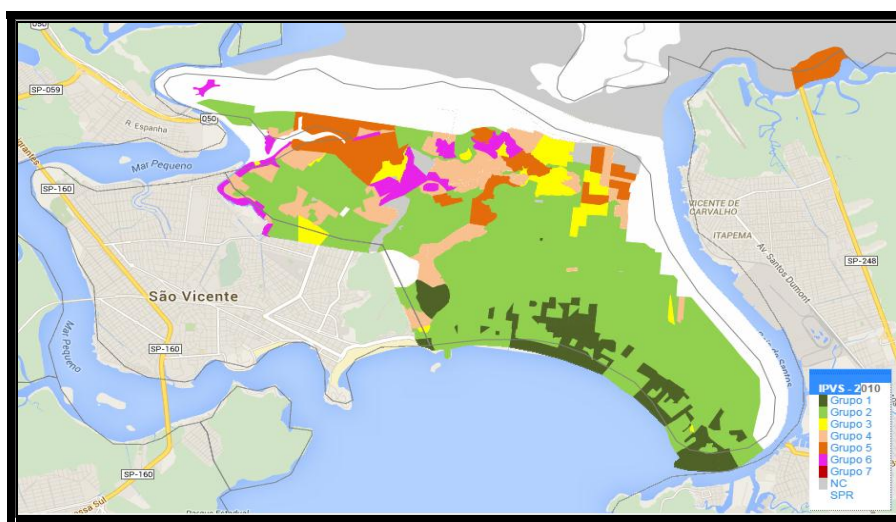 050
SP-059
R. Espanha
050
Mar Pequeno
SP-160
VICENTE DE
CARVALHO
ITAPEMA
Av. Santos Dumont
SP-248
São Vicente
Mar Pequeno
SP-160
SP-160
IPVS - 2010
Grupo 1
Grupo 2
Grupo 3
Grupo 4
Grupo 5
Grupo 6
Grupo 7
NC
SPR